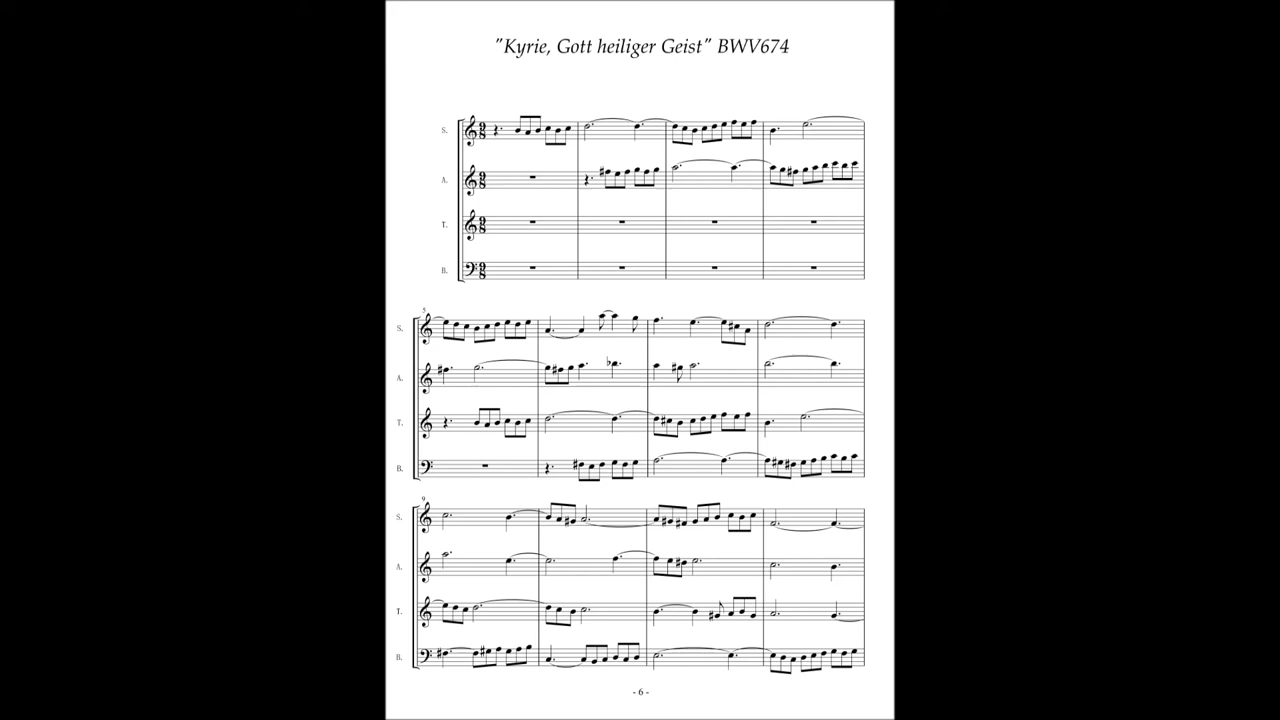 "Kyrie, Gott heiliger Geist" BWV674
S.
A.
T.
B.
5
S.
A.
T.
B.
9
S.
A.
T.
B.
- 6 -